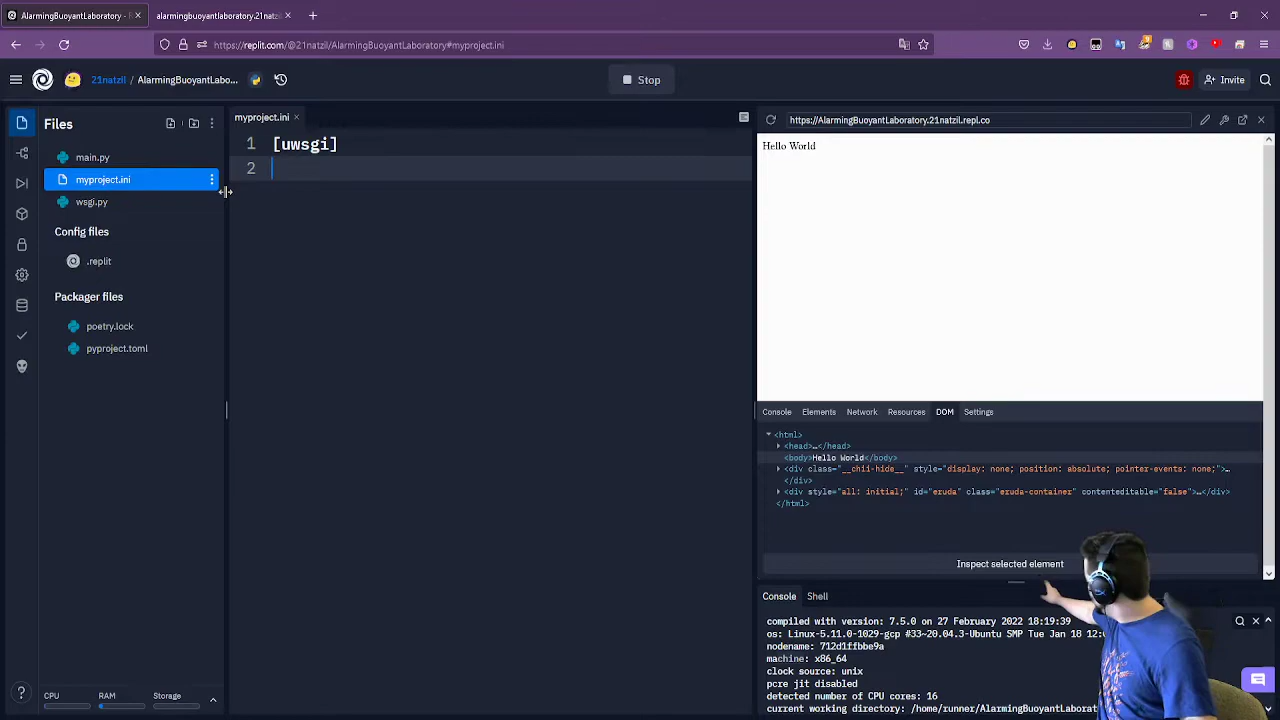 AlarmingBuoyantLaboratory - R
alarmingbuoyantlaboratory.21natzil
https://replit.com/@21natzil/AlarmingBuoyantLaboratory#myproject.ini
21natzil / AlarmingBuoyantLabo...
Stop
Invite
Files
main.py
myproject.ini
wsgi.py
Config files
.replit
Packager files
poetry.lock
pyproject.toml
CPU
RAM
Storage
myproject.ini
1 [uwsgi]
2
https://AlarmingBuoyantLaboratory.21natzil.repl.co
Hello World
Console Elements Network Resources DOM Settings
<html>
<head>…</head>
<body>Hello World</body>
<div class="__chii-hide__" style="display: none; position: absolute; pointer-events: none;">…
</div>
<div style="all: initial;" id="eruda" class="eruda-container" contenteditable="false">…</div>
</html>
Inspect selected element
Console Shell
compiled with version: 7.5.0 on 27 February 2022 18:19:39
os: Linux-5.11.0-1029-gcp #33~20.04.3-Ubuntu SMP Tue Jan 18 12:0
nodename: 712d1ffbbe9a
machine: x86_64
clock source: unix
pcre jit disabled
detected number of CPU cores: 16
current working directory: /home/runner/AlarmingBuoyantLaborat